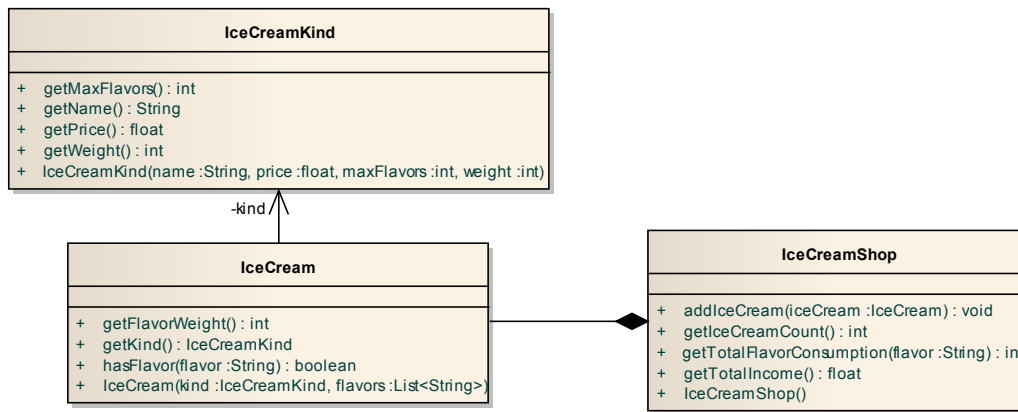 IceCreamKind
+ getMaxFlavors() : int
+ getName() : String
+ getPrice() : float
+ getWeight() : int
+ IceCreamKind(name :String, price :float, maxFlavors :int, weight :int)
-kind
IceCream
+ getFlavorWeight() : int
+ getKind() : IceCreamKind
+ hasFlavor(flavor :String) : boolean
+ IceCream(kind :IceCreamKind, flavors :List<String>)
IceCreamShop
+ addIceCream(iceCream :IceCream) : void
+ getIceCreamCount() : int
+ getTotalFlavorConsumption(flavor :String) : in
+ getTotalIncome() : float
+ IceCreamShop()